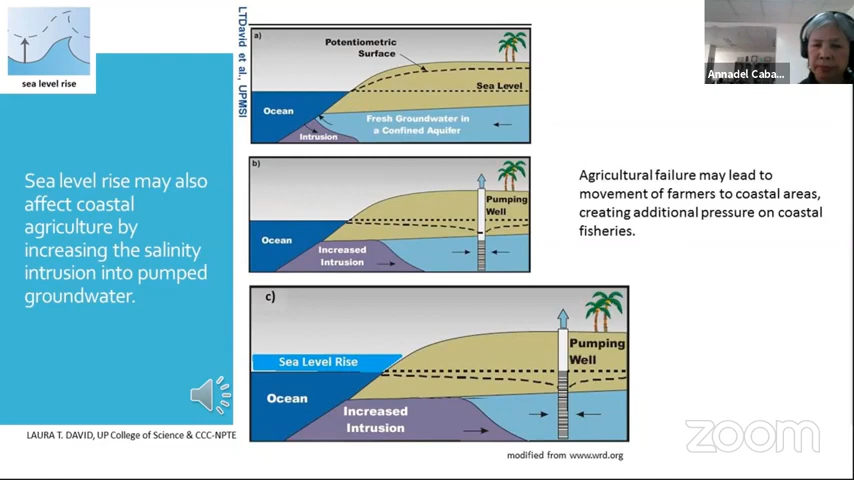 sea level rise
LTDavid et al., UPMSI
Sea level rise may also
affect coastal
agriculture by
increasing the salinity
intrusion into pumped
groundwater.
LAURA T. DAVID, UP College of Science & CCC-NPTE
a)
Potentiometric
Surface
Sea Level
Ocean
Fresh Groundwater in
a Confined Aquifer
Intrusion
b)
Pumping
Well
Ocean
Increased
Intrusion
c)
Pumping
Well
Sea Level Rise
Ocean
Increased
Intrusion
modified from www.wrd.org
Agricultural failure may lead to
movement of farmers to coastal areas,
creating additional pressure on coastal
fisheries.
Annadel Caba...
zoom